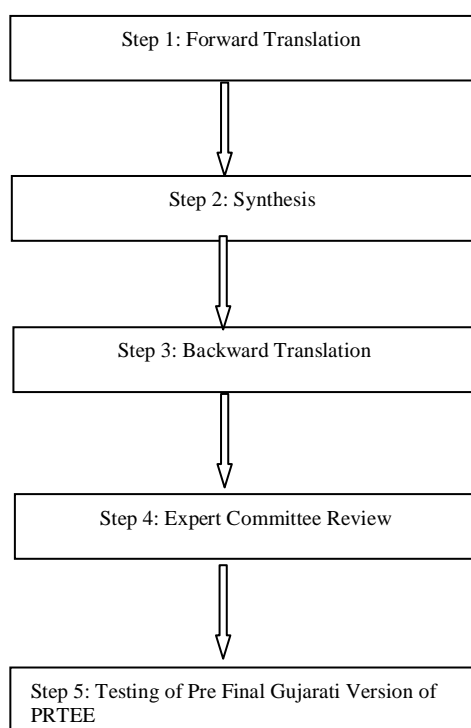 Step 1: Forward Translation
Step 2: Synthesis
Step 3: Backward Translation
Step 4: Expert Committee Review
Step 5: Testing of Pre Final Gujarati Version of
PRTEE